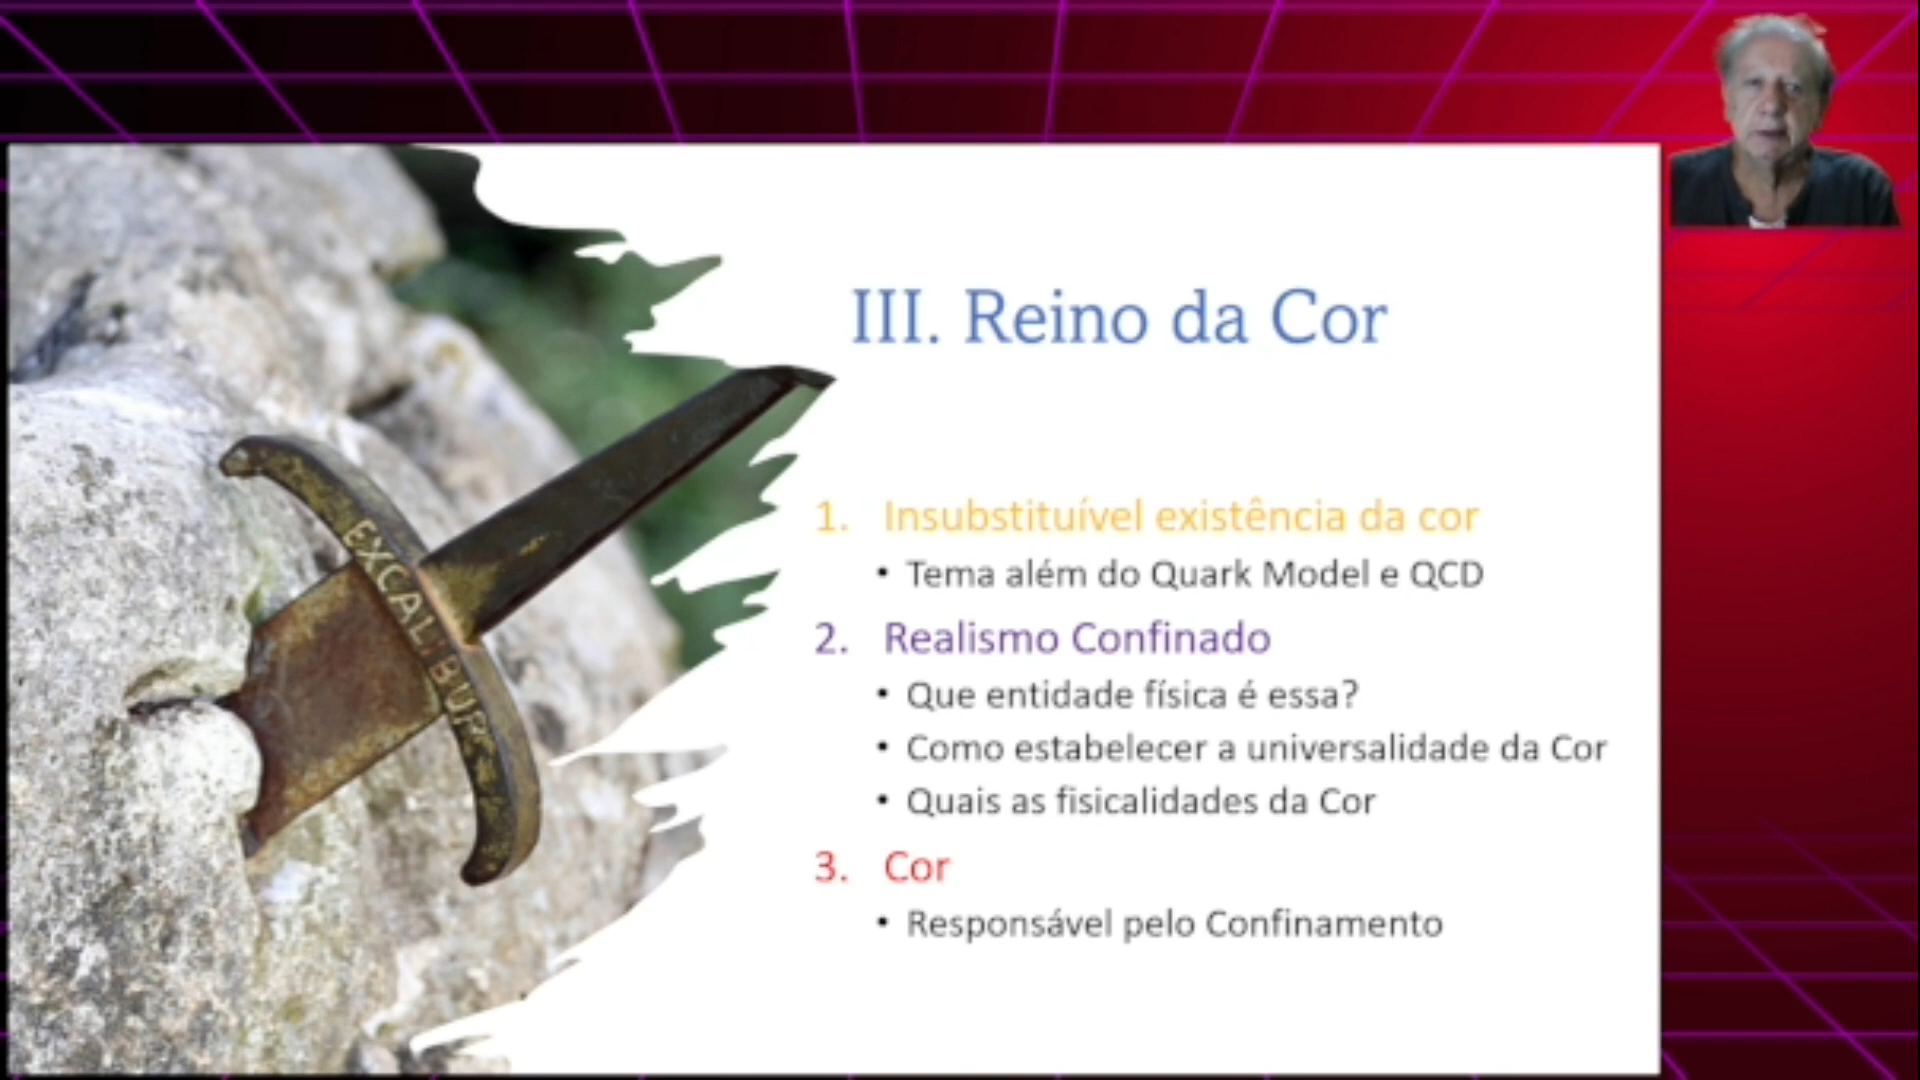 III. Reino da Cor
1. Insubstituível existência da cor
• Tema além do Quark Model e QCD
2. Realismo Confinado
• Que entidade física é essa?
• Como estabelecer a universalidade da Cor
• Quais as fisicalidades da Cor
3. Cor
• Responsável pelo Confinamento
EXCALIBUR